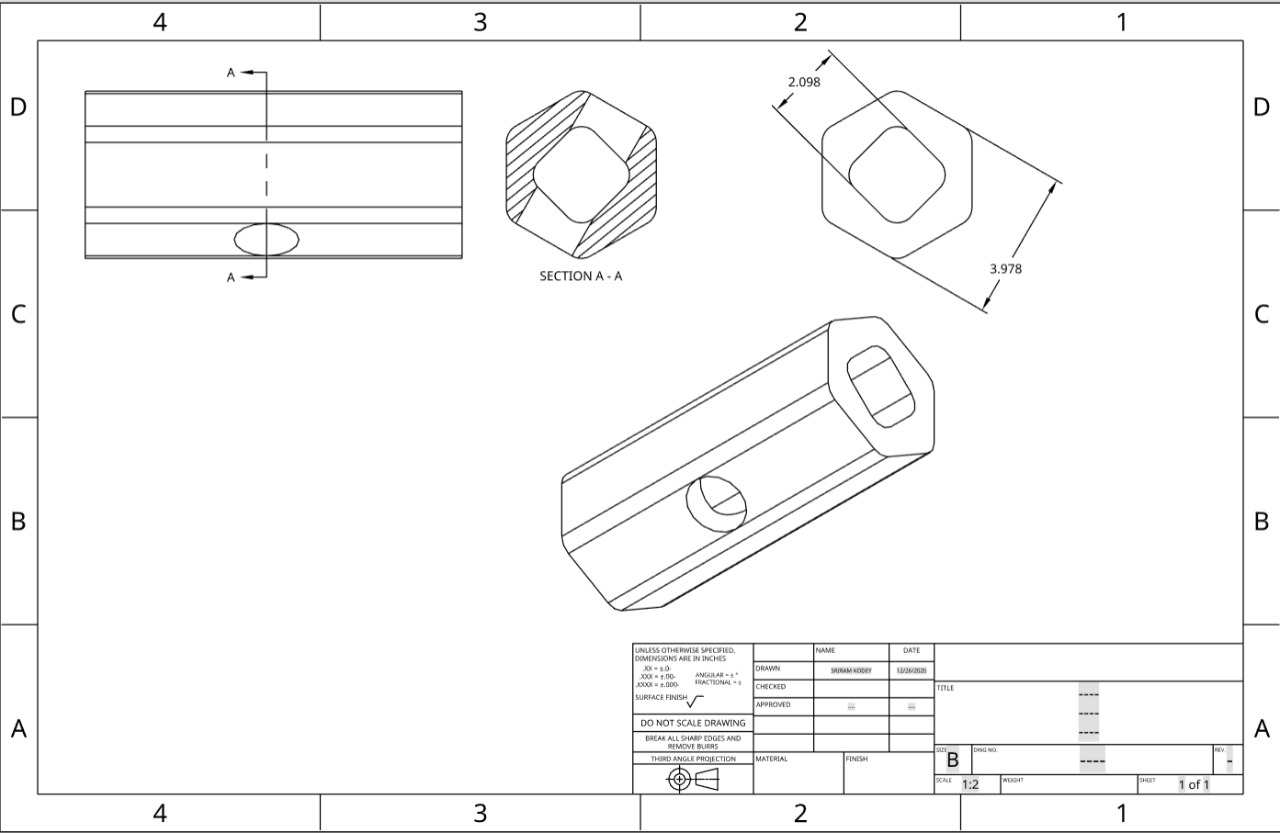 4 3 2 1
D D
C C
B B
A A
A
A
SECTION A - A
2.098
3.978
UNLESS OTHERWISE SPECIFIED,
DIMENSIONS ARE IN INCHES
.XX = ±.0-
.XXX = ±.00-
.XXXX = ±.000-
ANGULAR = ± °
FRACTIONAL = ±
SURFACE FINISH
DO NOT SCALE DRAWING
BREAK ALL SHARP EDGES AND
REMOVE BURRS
THIRD ANGLE PROJECTION
NAME DATE
DRAWN SRIRAM KODEY 12/26/2020
CHECKED
APPROVED --- ---
MATERIAL FINISH
TITLE
----
----
----
SIZE B DWG NO. ---- REV. -
SCALE 1:2 WEIGHT SHEET 1 of 1
4 3 2 1